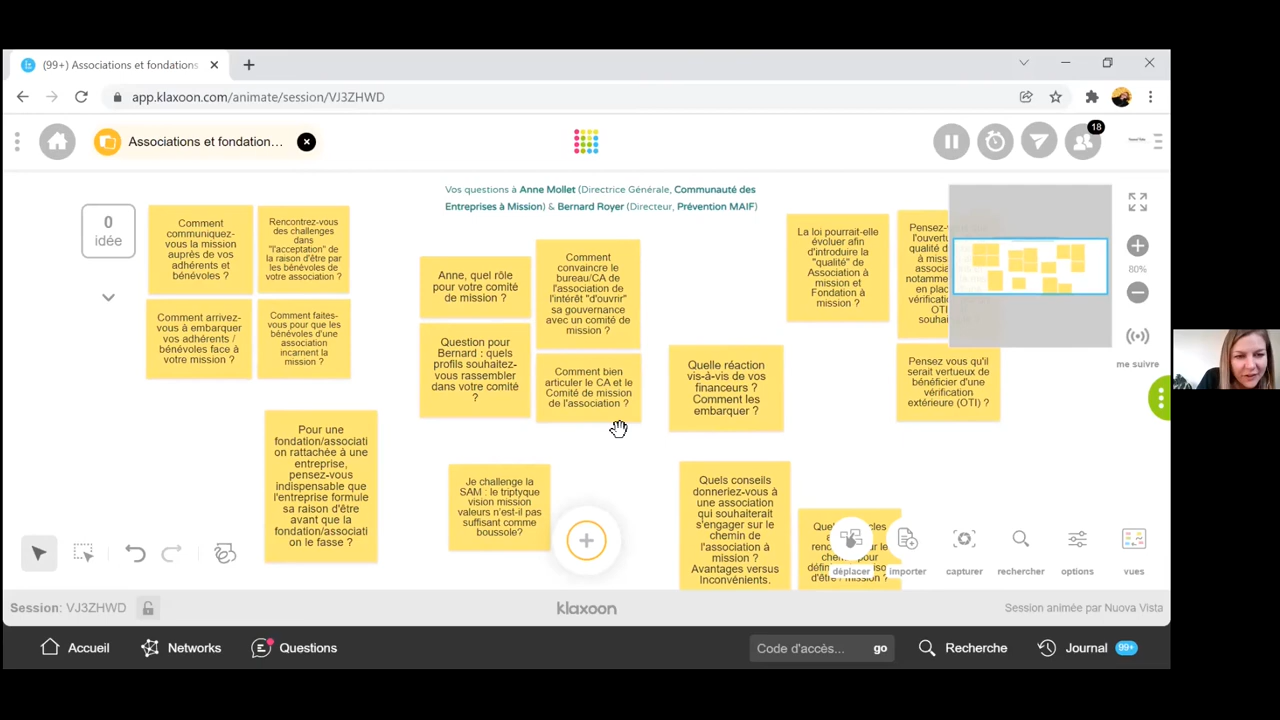 (99+) Associations et fondations
app.klaxoon.com/animate/session/VJ3ZHWD
Associations et fondation…
18
Vos questions à Anne Mollet (Directrice Générale, Communauté des
Entreprises à Mission) & Bernard Royer (Directeur, Prévention MAIF)
0
idée
Comment
communiquez-
vous la mission
auprès de vos
adhérents et
bénévoles ?
Rencontrez-vous
des challenges
dans
"l'acceptation" de
la raison d'être par
les bénévoles de
votre association ?
Comment arrivez-
vous à embarquer
vos adhérents /
bénévoles face à
votre mission ?
Comment faites-
vous pour que les
bénévoles d'une
association
incarnent la
mission ?
Anne, quel rôle
pour votre comité
de mission ?
Comment
convaincre le
bureau/CA de
l'association de
l'intérêt "d'ouvrir"
sa gouvernance
avec un comité de
mission ?
Question pour
Bernard : quels
profils souhaitez-
vous rassembler
dans votre comité
?
Comment bien
articuler le CA et le
Comité de mission
de l'association ?
Quelle réaction
vis-à-vis de vos
financeurs ?
Comment les
embarquer ?
La loi pourrait-elle
évoluer afin
d'introduire la
"qualité" de
Association à
mission et
Fondation à
mission ?
l'ouvert
qualité d
à miss
associa
notamme
en plac
vérifica
OTI
souhai
Pensez vous qu'il
serait vertueux de
bénéficier d'une
vérification
extérieure (OTI) ?
80%
me suivre
Pour une
fondation/associati
on rattachée à une
entreprise,
pensez-vous
indispensable que
l'entreprise formule
sa raison d'être
avant que la
fondation/associati
on le fasse ?
Je challenge la
SAM : le triptyque
vision mission
valeurs n'est-il pas
suffisant comme
boussole?
Quels conseils
donneriez-vous à
une association
qui souhaiterait
s'engager sur le
chemin de
l'association à
mission ?
Avantages versus
Inconvénients.
d'être / mission ?
déplacer
importer
capturer
rechercher
options
vues
Session: VJ3ZHWD
klaxoon
Session animée par Nuova Vista
Accueil
Networks
Questions
Code d'accès...
go
Recherche
Journal
99+